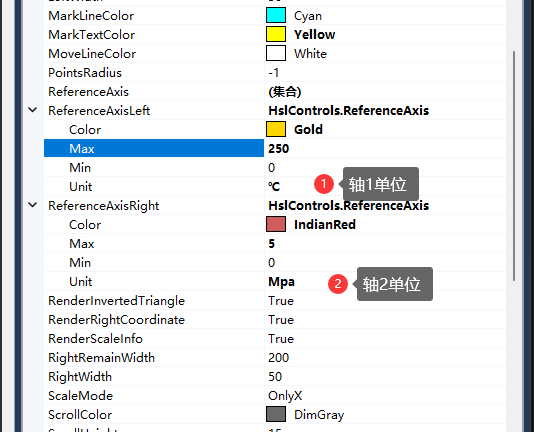 MarkLineColor Cyan
MarkTextColor Yellow
MoveLineColor White
PointsRadius -1
ReferenceAxis (集合)
ReferenceAxisLeft HslControls.ReferenceAxis
Color Gold
Max 250
Min 0
Unit ℃ 1 轴1单位
ReferenceAxisRight HslControls.ReferenceAxis
Color IndianRed
Max 5
Min 0
Unit Mpa 2 轴2单位
RenderInvertedTriangle True
RenderRightCoordinate True
RenderScaleInfo True
RightRemainWidth 200
RightWidth 50
ScaleMode OnlyX
ScrollColor DimGray